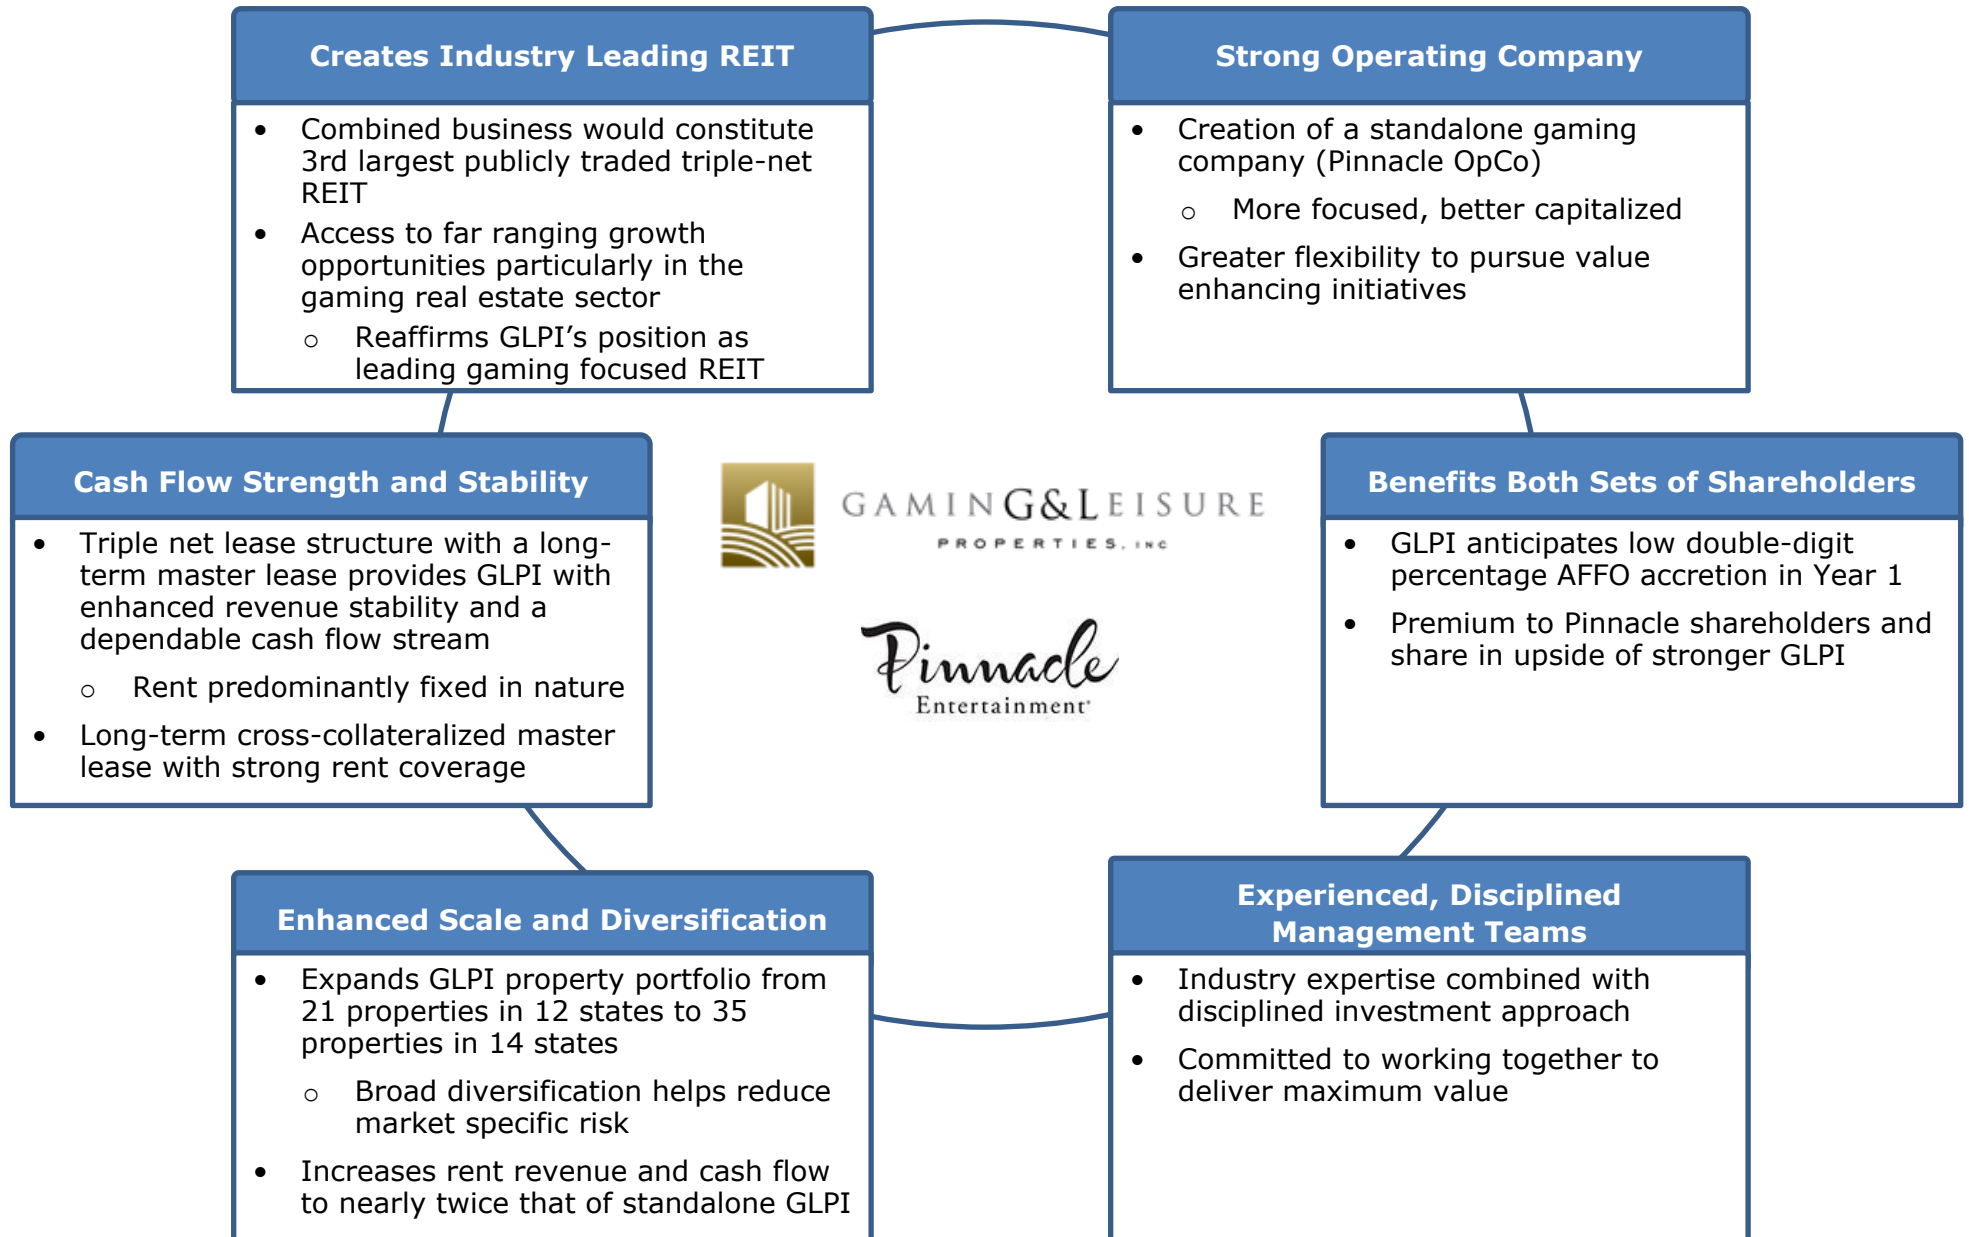 Creates Industry Leading REIT
• Combined business would constitute
3rd largest publicly traded triple-net
REIT
• Access to far ranging growth
opportunities particularly in the
gaming real estate sector
o Reaffirms GLPI’s position as
leading gaming focused REIT
Strong Operating Company
• Creation of a standalone gaming
company (Pinnacle OpCo)
o More focused, better capitalized
• Greater flexibility to pursue value
enhancing initiatives
Cash Flow Strength and Stability
• Triple net lease structure with a long-
term master lease provides GLPI with
enhanced revenue stability and a
dependable cash flow stream
o Rent predominantly fixed in nature
• Long-term cross-collateralized master
lease with strong rent coverage
GAMING&LEISURE
PROPERTIES, INC
Pinnacle
Entertainment
Benefits Both Sets of Shareholders
• GLPI anticipates low double-digit
percentage AFFO accretion in Year 1
• Premium to Pinnacle shareholders and
share in upside of stronger GLPI
Enhanced Scale and Diversification
• Expands GLPI property portfolio from
21 properties in 12 states to 35
properties in 14 states
o Broad diversification helps reduce
market specific risk
• Increases rent revenue and cash flow
to nearly twice that of standalone GLPI
Experienced, Disciplined
Management Teams
• Industry expertise combined with
disciplined investment approach
• Committed to working together to
deliver maximum value